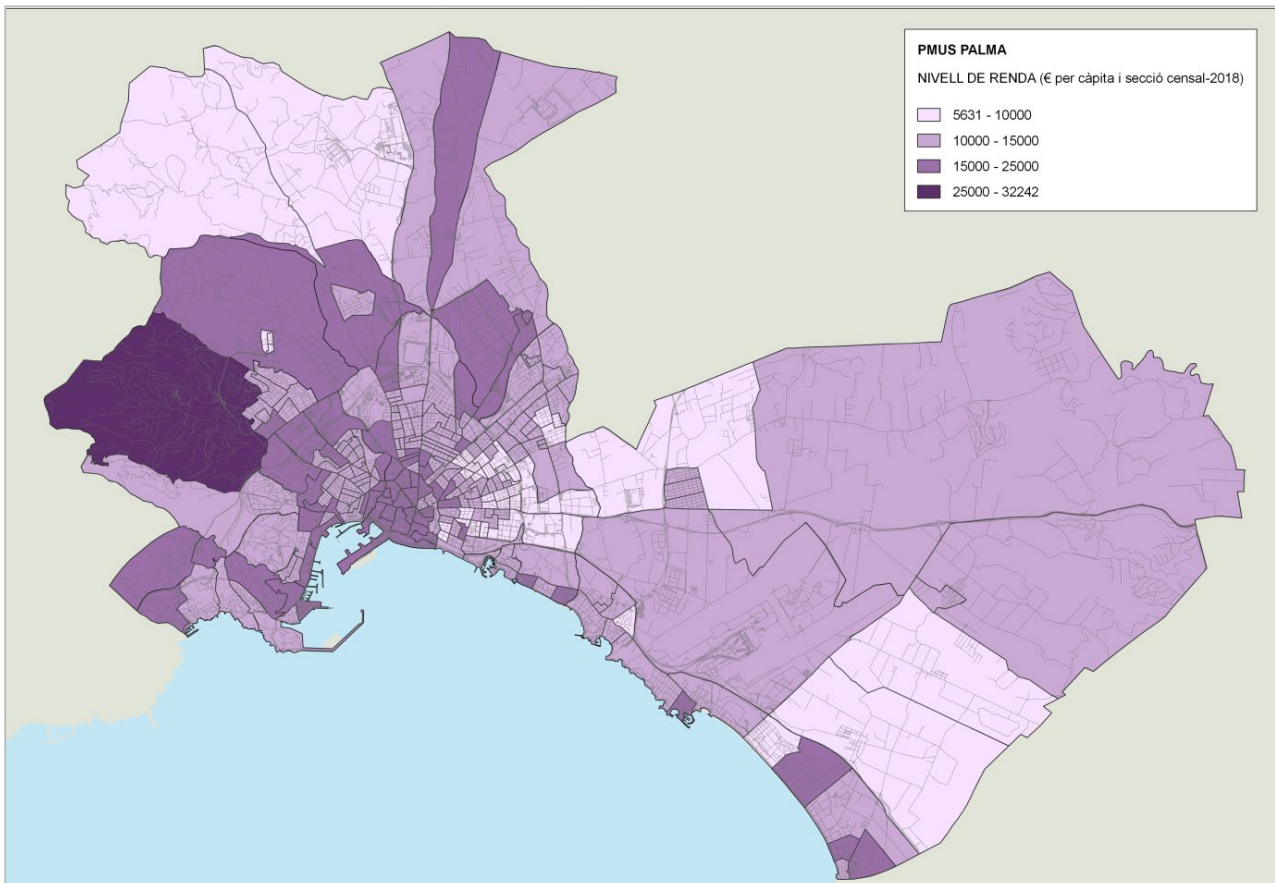 PMUS PALMA
NIVELL DE RENDA (€ per càpita i secció censal-2018)
5631 - 10000
10000 - 15000
15000 - 25000
25000 - 32242